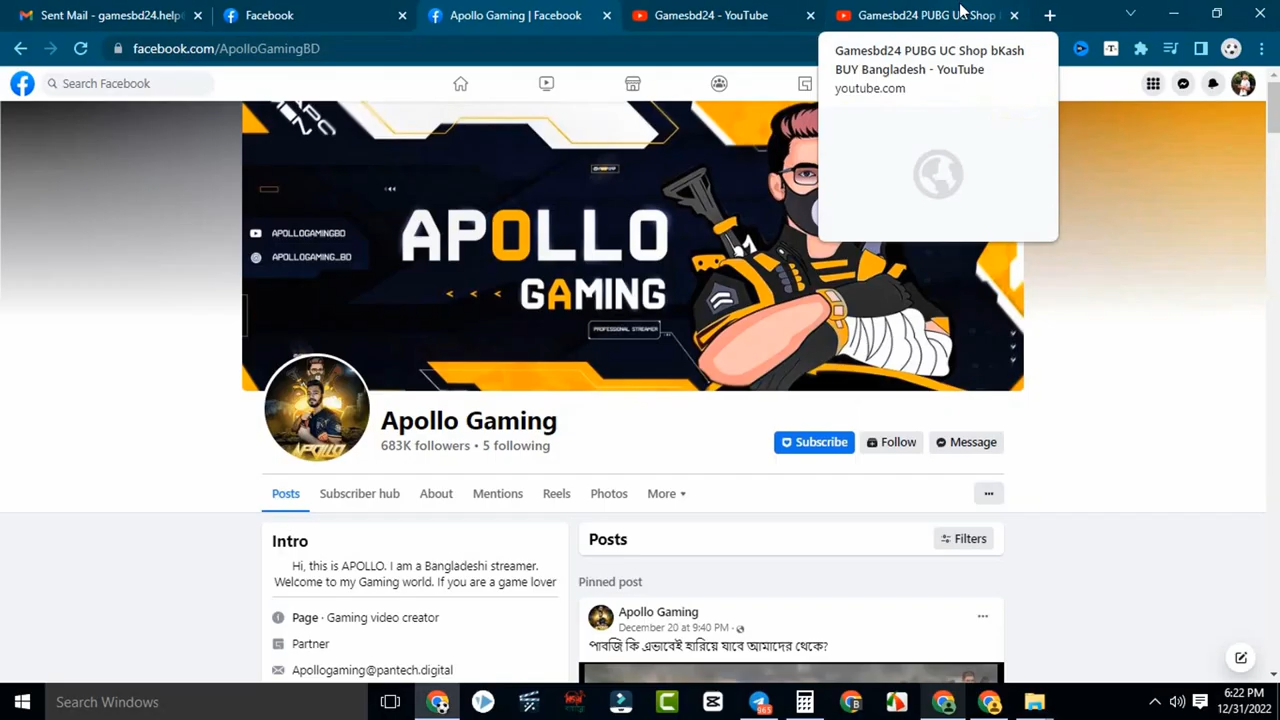 Sent Mail - gamesbd24.help
Facebook
Apollo Gaming | Facebook
Gamesbd24 - YouTube
Gamesbd24 PUBG UC Shop
facebook.com/ApolloGamingBD
Gamesbd24 PUBG UC Shop bKash
BUY Bangladesh - YouTube
youtube.com
Search Facebook
APOLLOGAMINGBD
APOLLOGAMING_BD
APOLLO
GAMING
PROFESSIONAL STREAMER
APOLLO
Apollo Gaming
683K followers • 5 following
Subscribe
Follow
Message
Posts
Subscriber hub
About
Mentions
Reels
Photos
More
Intro
Hi, this is APOLLO. I am a Bangladeshi streamer.
Welcome to my Gaming world. If you are a game lover
Page · Gaming video creator
Partner
Apollogaming@pantech.digital
Posts
Filters
Pinned post
Apollo Gaming
December 20 at 9:40 PM ·
পাবজি কি এভাবেই হারিয়ে যাবে আমাদের থেকে?
Search Windows
965
6:22 PM
12/31/2022